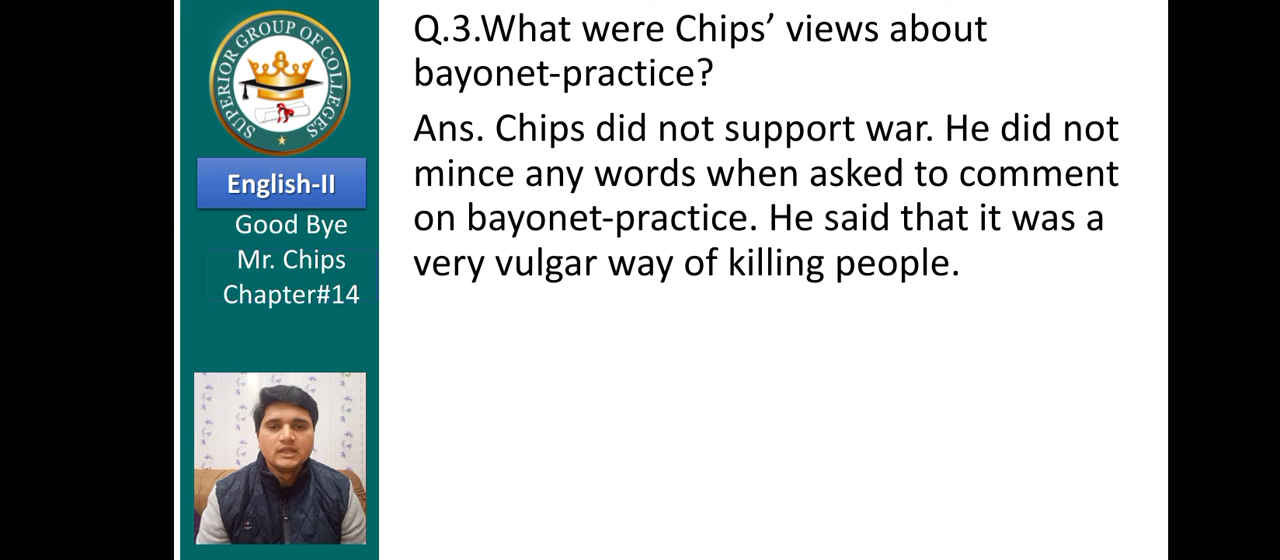 SUPERIOR GROUP OF COLLEGES
English-II
Good Bye
Mr. Chips
Chapter#14
Q.3.What were Chips’ views about
bayonet-practice?
Ans. Chips did not support war. He did not
mince any words when asked to comment
on bayonet-practice. He said that it was a
very vulgar way of killing people.